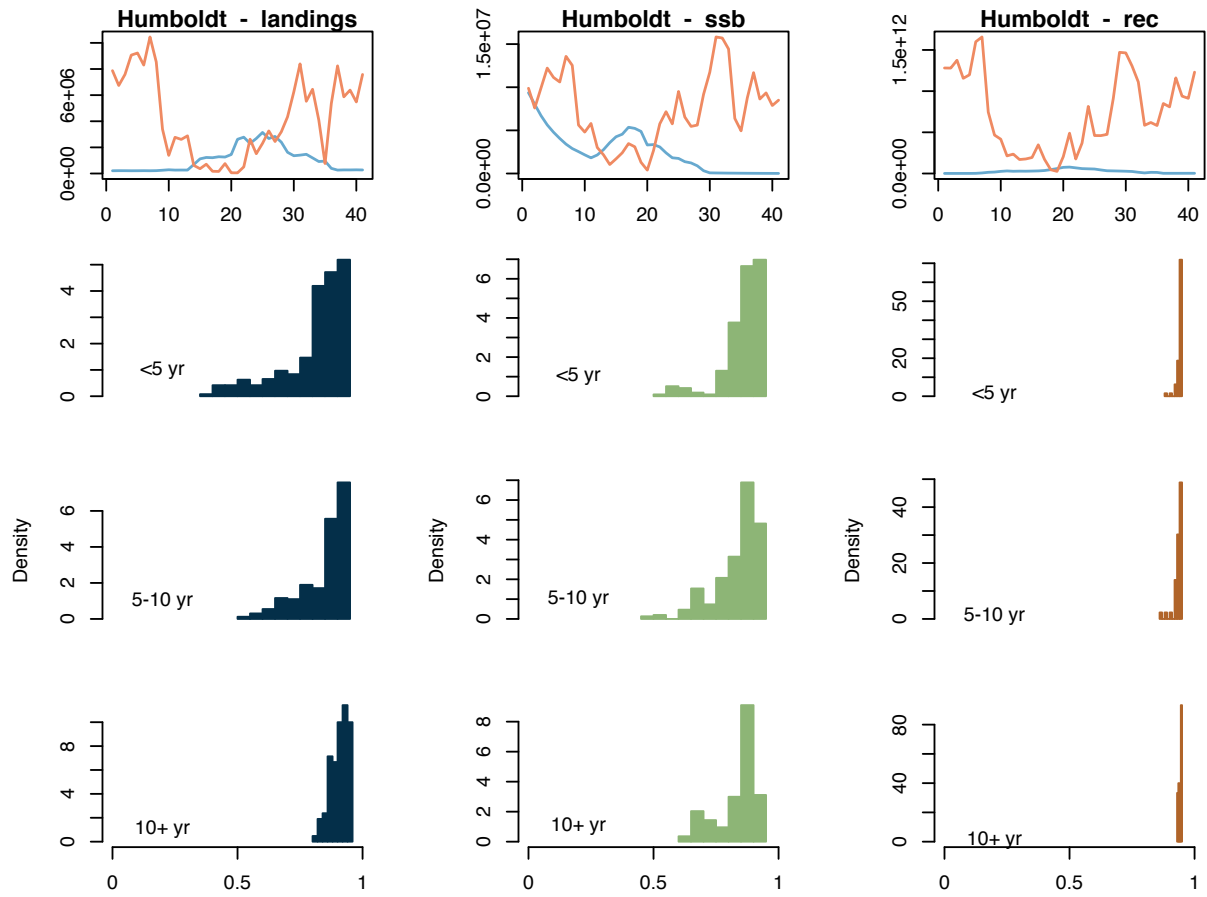 Humboldt - landings
Humboldt - ssb
Humboldt - rec
0e+00 6e+06
0 10 20 30 40
0.0e+00 1.5e+07
0 10 20 30 40
0.0e+00 1.5e+12
0 10 20 30 40
0 2 4
<5 yr
0 2 4 6
<5 yr
0 20 50
<5 yr
Density
0 2 4 6
5-10 yr
Density
0 2 4 6
5-10 yr
Density
0 20 40
5-10 yr
0 4 8
10+ yr
0 2 4 6 8
10+ yr
0 40 80
10+ yr
0 0.5 1
0 0.5 1
0 0.5 1